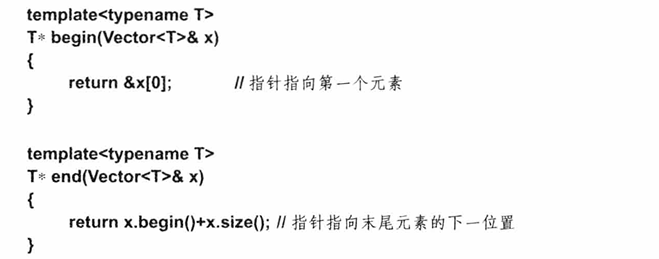 template<typename T>
T* begin(Vector<T>& x)
{
return &x[0]; // 指针指向第一个元素
}
template<typename T>
T* end(Vector<T>& x)
{
return x.begin()+x.size(); // 指针指向末尾元素的下一位置
}